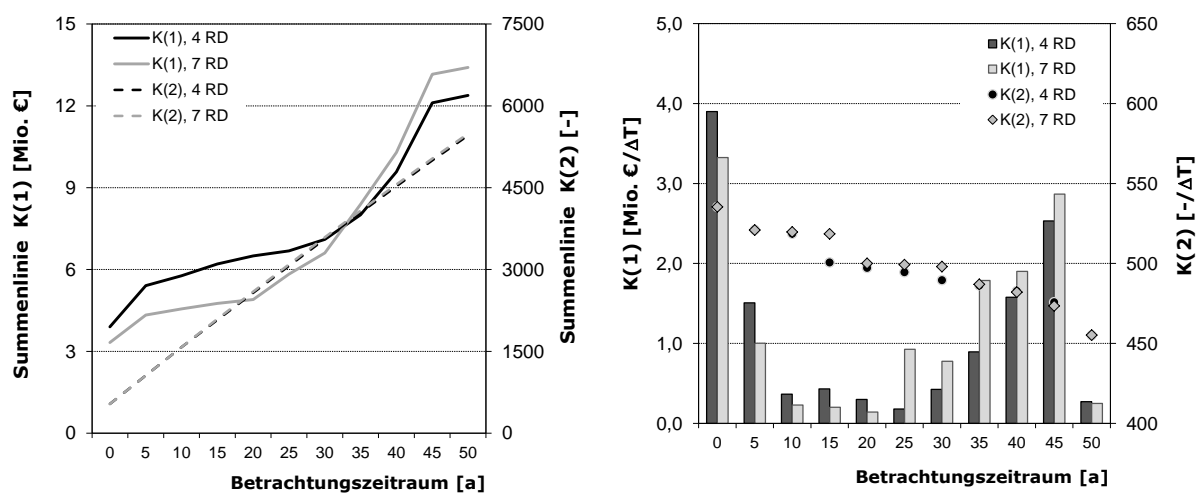 Summenlinie K(1) [Mio. €]
15
12
9
6
3
0
K(1), 4 RD
K(1), 7 RD
K(2), 4 RD
K(2), 7 RD
7500
6000
4500
3000
1500
0
Summenlinie K(2) [-]
0 5 10 15 20 25 30 35 40 45 50
Betrachtungszeitraum [a]
K(1) [Mio. €/ΔT]
5,0
4,0
3,0
2,0
1,0
0,0
K(1), 4 RD
K(1), 7 RD
K(2), 4 RD
K(2), 7 RD
650
600
550
500
450
400
K(2) [-/ΔT]
0 5 10 15 20 25 30 35 40 45 50
Betrachtungszeitraum [a]